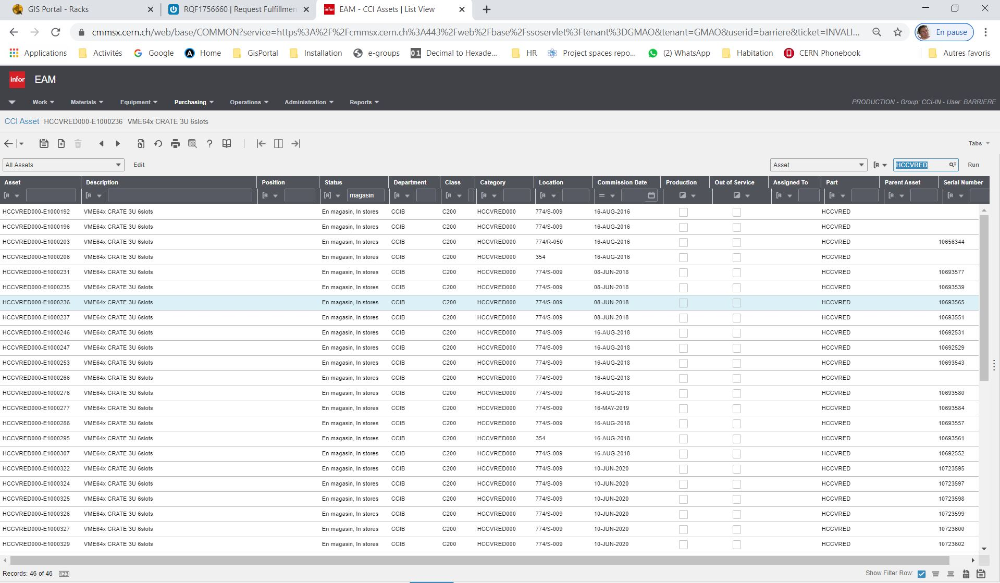 GIS Portal - Racks
RQF1756660 | Request Fulfillmen
EAM - CCI Assets | List View
cmmsx.cern.ch/web/base/COMMON?service=https%3A%2F%2Fcmmsx.cern.ch%3A443%2Fweb%2Fbase%2Fssoservlet%3Ftenant%3DGMAO&tenant=GMAO&userid=barriere&ticket=INVALI... En pause
Applications Activités Google Home GisPortal Installation e-groups Decimal to Hexade... HR Project spaces repo... (2) WhatsApp Habitation CERN Phonebook Autres favoris
infor EAM
Work Materials Equipment Purchasing Operations Administration Reports PRODUCTION - Group: CCI-IN - User: BARRIERE
CCI Asset HCCVRED000-E1000236 VME64x CRATE 3U 6slots
Tabs
All Assets Edit Asset HCCVRED Run
Asset Description Position Status Department Class Category Location Commission Date Production Out of Service Assigned To Part Parent Asset Serial Number
magasin
HCCVRED000-E1000192 VME64x CRATE 3U 6slots En magasin, In stores CCIB C200 HCCVRED000 774/S-009 16-AUG-2016 HCCVRED
HCCVRED000-E1000196 VME64x CRATE 3U 6slots En magasin, In stores CCIB C200 HCCVRED000 774/S-009 16-AUG-2016 HCCVRED
HCCVRED000-E1000203 VME64x CRATE 3U 6slots En magasin, In stores CCIB C200 HCCVRED000 774/R-050 16-AUG-2016 HCCVRED 10656344
HCCVRED000-E1000206 VME64x CRATE 3U 6slots En magasin, In stores CCIB C200 HCCVRED000 354 16-AUG-2016 HCCVRED
HCCVRED000-E1000231 VME64x CRATE 3U 6slots En magasin, In stores CCIB C200 HCCVRED000 774/S-009 08-JUN-2018 HCCVRED 10693577
HCCVRED000-E1000235 VME64x CRATE 3U 6slots En magasin, In stores CCIB C200 HCCVRED000 774/S-009 08-JUN-2018 HCCVRED 10693539
HCCVRED000-E1000236 VME64x CRATE 3U 6slots En magasin, In stores CCIB C200 HCCVRED000 774/S-009 08-JUN-2018 HCCVRED 10693565
HCCVRED000-E1000237 VME64x CRATE 3U 6slots En magasin, In stores CCIB C200 HCCVRED000 774/S-009 08-JUN-2018 HCCVRED 10693551
HCCVRED000-E1000246 VME64x CRATE 3U 6slots En magasin, In stores CCIB C200 HCCVRED000 774/S-009 16-AUG-2018 HCCVRED 10692531
HCCVRED000-E1000247 VME64x CRATE 3U 6slots En magasin, In stores CCIB C200 HCCVRED000 774/S-009 16-AUG-2018 HCCVRED 10692529
HCCVRED000-E1000253 VME64x CRATE 3U 6slots En magasin, In stores CCIB C200 HCCVRED000 774/S-009 16-AUG-2018 HCCVRED 10693543
HCCVRED000-E1000266 VME64x CRATE 3U 6slots En magasin, In stores CCIB C200 HCCVRED000 774/S-009 16-AUG-2018 HCCVRED
HCCVRED000-E1000276 VME64x CRATE 3U 6slots En magasin, In stores CCIB C200 HCCVRED000 774/S-009 16-AUG-2018 HCCVRED 10693580
HCCVRED000-E1000277 VME64x CRATE 3U 6slots En magasin, In stores CCIB C200 HCCVRED000 774/S-009 16-MAY-2019 HCCVRED 10693584
HCCVRED000-E1000286 VME64x CRATE 3U 6slots En magasin, In stores CCIB C200 HCCVRED000 774/S-009 16-AUG-2018 HCCVRED 10693557
HCCVRED000-E1000295 VME64x CRATE 3U 6slots En magasin, In stores CCIB C200 HCCVRED000 354 16-AUG-2018 HCCVRED 10693561
HCCVRED000-E1000307 VME64x CRATE 3U 6slots En magasin, In stores CCIB C200 HCCVRED000 774/S-009 16-AUG-2018 HCCVRED 10692552
HCCVRED000-E1000322 VME64x CRATE 3U 6slots En magasin, In stores CCIB C200 HCCVRED000 774/S-009 10-JUN-2020 HCCVRED 10723595
HCCVRED000-E1000324 VME64x CRATE 3U 6slots En magasin, In stores CCIB C200 HCCVRED000 774/S-009 10-JUN-2020 HCCVRED 10723597
HCCVRED000-E1000325 VME64x CRATE 3U 6slots En magasin, In stores CCIB C200 HCCVRED000 774/S-009 10-JUN-2020 HCCVRED 10723598
HCCVRED000-E1000326 VME64x CRATE 3U 6slots En magasin, In stores CCIB C200 HCCVRED000 774/S-009 10-JUN-2020 HCCVRED 10723599
HCCVRED000-E1000327 VME64x CRATE 3U 6slots En magasin, In stores CCIB C200 HCCVRED000 774/S-009 10-JUN-2020 HCCVRED 10723600
HCCVRED000-E1000329 VME64x CRATE 3U 6slots En magasin, In stores CCIB C200 HCCVRED000 774/S-009 10-JUN-2020 HCCVRED 10723602
Records: 46 of 46 123 Show Filter Row: